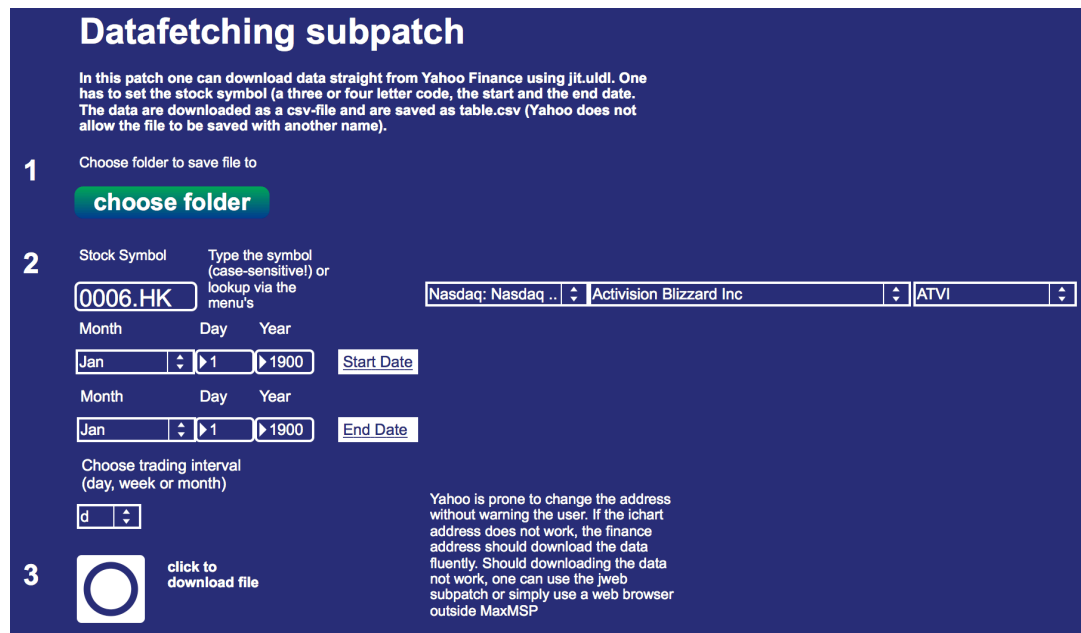 Datafetching subpatch
In this patch one can download data straight from Yahoo Finance using jit.uldl. One
has to set the stock symbol (a three or four letter code, the start and the end date.
The data are downloaded as a csv-file and are saved as table.csv (Yahoo does not
allow the file to be saved with another name).
1
Choose folder to save file to
choose folder
2
Stock Symbol
Type the symbol
(case-sensitive!) or
lookup via the
menu's
0006.HK
Nasdaq: Nasdaq .. Activision Blizzard Inc ATVI
Month Day Year
Jan 1 1900 Start Date
Month Day Year
Jan 1 1900 End Date
Choose trading interval
(day, week or month)
d
Yahoo is prone to change the address
without warning the user. If the ichart
address does not work, the finance
address should download the data
fluently. Should downloading the data
not work, one can use the jweb
subpatch or simply use a web browser
outside MaxMSP
3
click to
download file